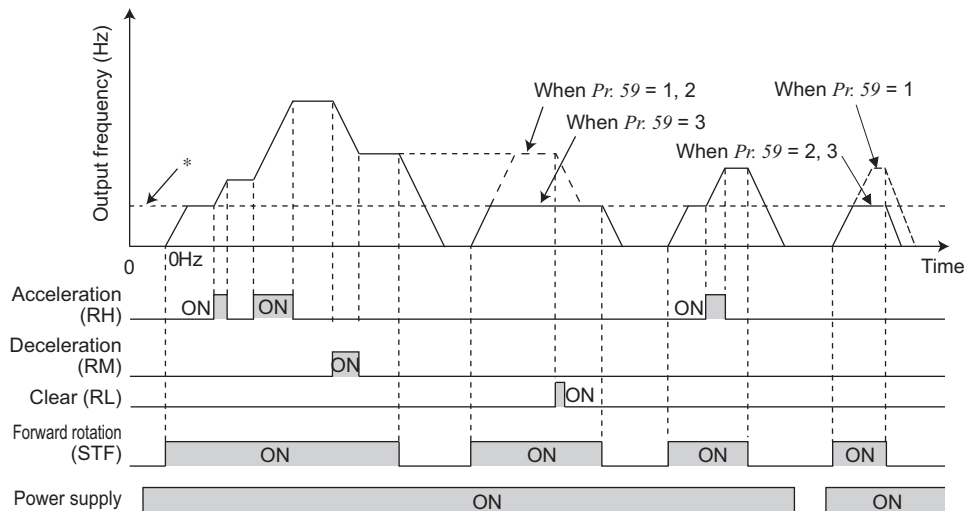 Output frequency (Hz)
When Pr. 59 = 1, 2
When Pr. 59 = 3
When Pr. 59 = 1
When Pr. 59 = 2, 3
*
0
0Hz
Time
Acceleration
(RH)
ON
ON
ON
Deceleration
(RM)
ON
Clear (RL)
ON
Forward rotation
(STF)
ON
ON
ON
ON
Power supply
ON
ON